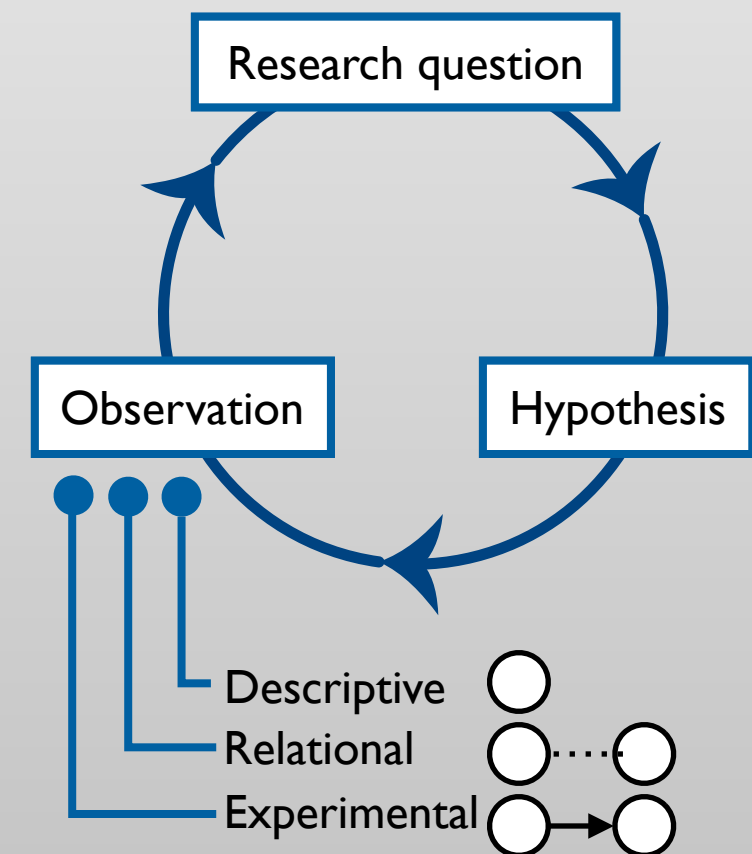 Research question
Observation
Hypothesis
Descriptive
Relational
Experimental